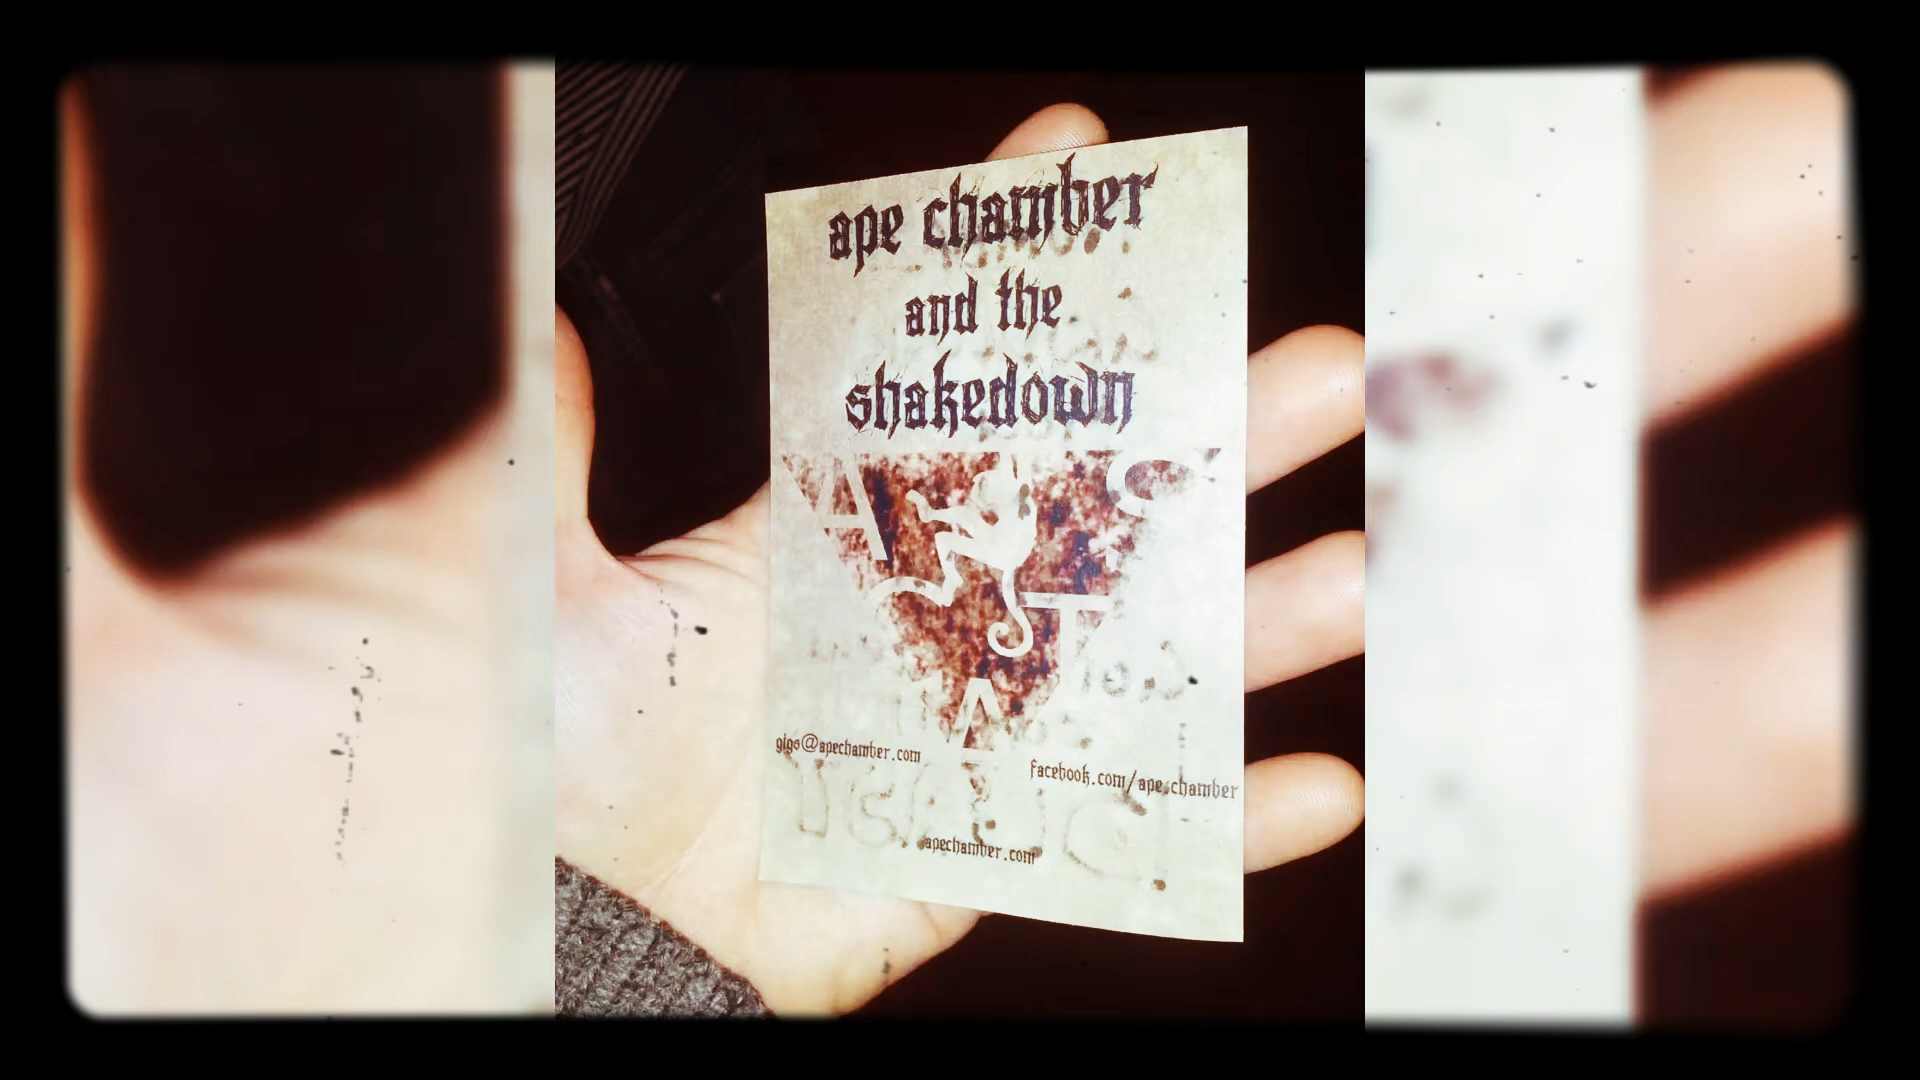 ape chamber
and the
shakedown
A S
T
A
gigs@apechamber.com
facebook.com/ape.chamber
apechamber.com